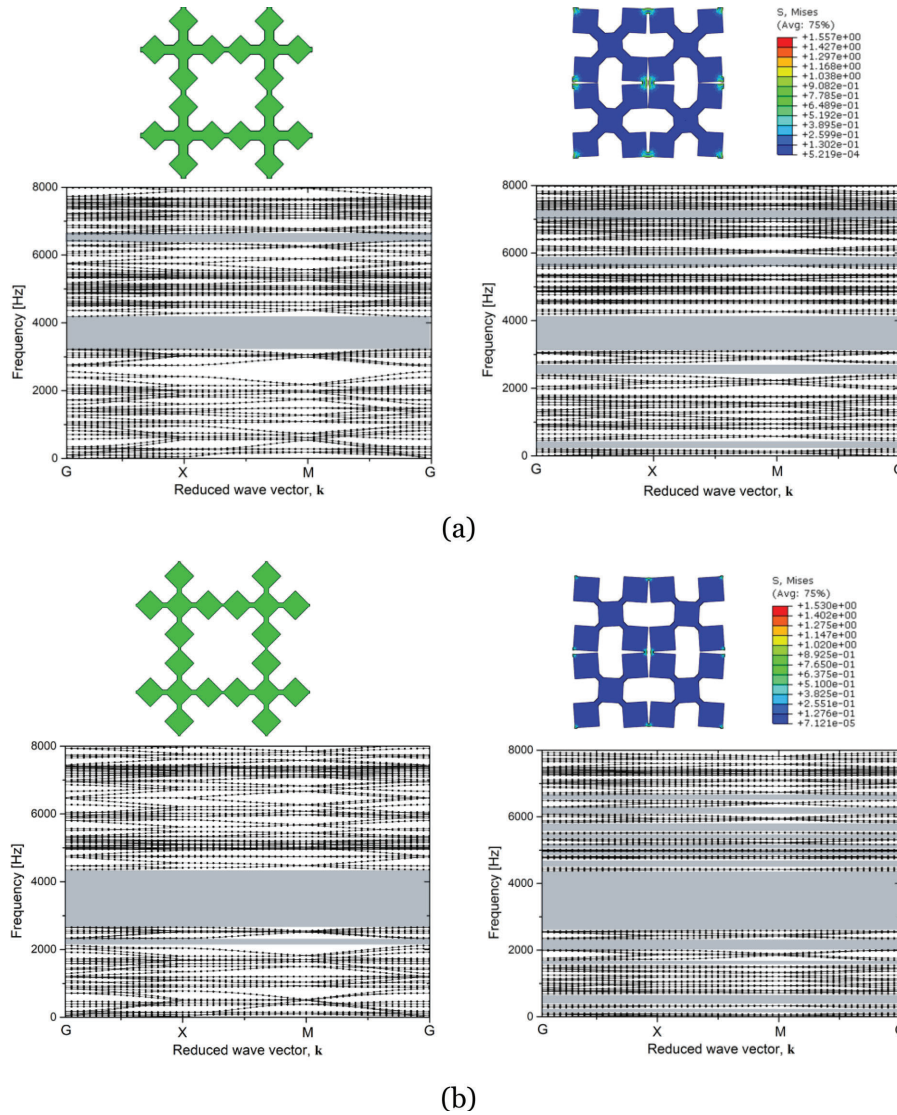 S, Mises
(Avg: 75%)
+1.557e+00
+1.427e+00
+1.297e+00
+1.168e+00
+1.038e+00
+9.082e-01
+7.785e-01
+6.489e-01
+5.192e-01
+3.895e-01
+2.599e-01
+1.302e-01
+5.219e-04
8000
6000
4000
2000
0
Frequency [Hz]
G X M G
Reduced wave vector, k
8000
6000
4000
2000
0
Frequency [Hz]
G X M
Reduced wave vector, k
(a)
S, Mises
(Avg: 75%)
+1.530e+00
+1.402e+00
+1.275e+00
+1.147e+00
+1.020e+00
+8.925e-01
+7.650e-01
+6.375e-01
+5.100e-01
+3.825e-01
+2.551e-01
+1.276e-01
+7.121e-05
8000
6000
4000
2000
0
Frequency [Hz]
G X M G
Reduced wave vector, k
8000
6000
4000
2000
0
Frequency [Hz]
G X M
Reduced wave vector, k
(b)